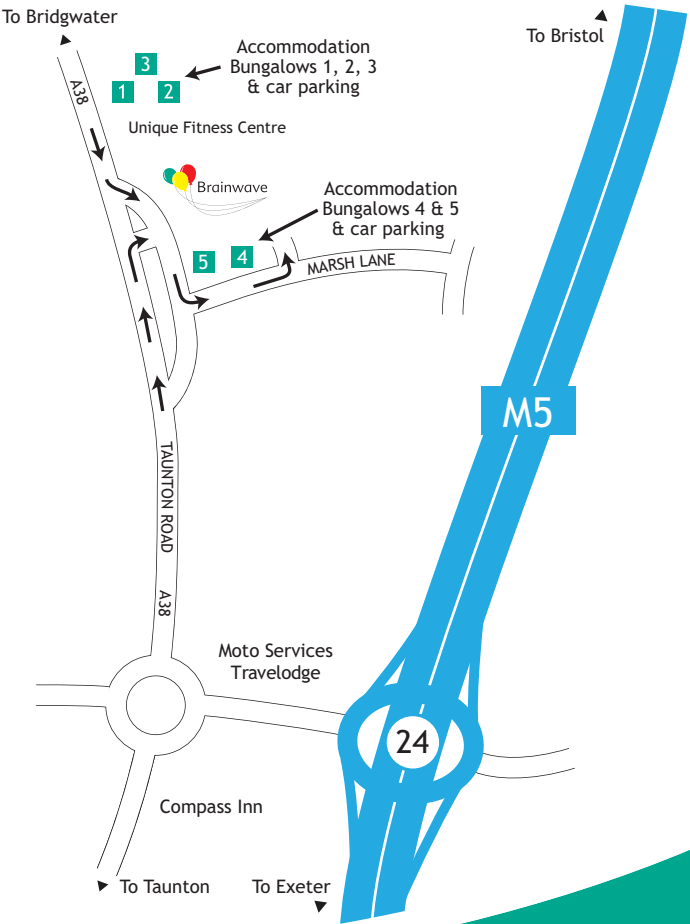 To Bridgwater
To Bristol
Accommodation
Bungalows 1, 2, 3
& car parking
3
1
2
A38
Unique Fitness Centre
Brainwave
Accommodation
Bungalows 4 & 5
& car parking
5
4
MARSH LANE
M5
TAUNTON ROAD
A38
Moto Services
Travelodge
24
Compass Inn
To Taunton
To Exeter